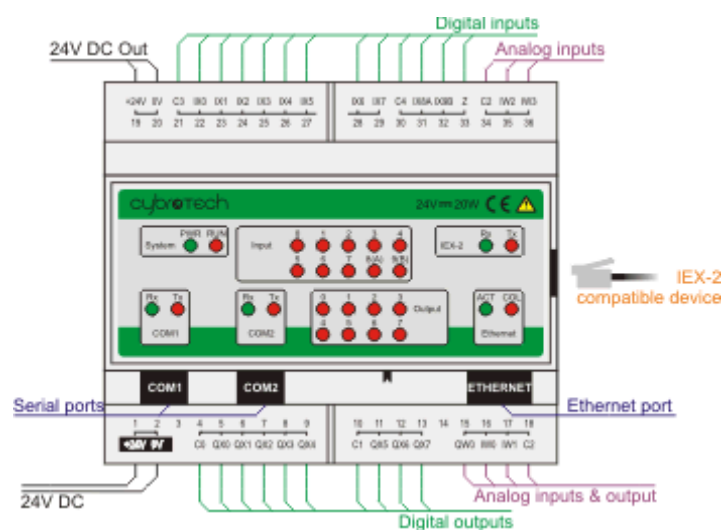 Digital inputs
24V DC Out
Analog inputs
+24V 0V C3 IX0 IX1 IX2 IX3 IX4 IX5 IX6 IX7 C4 IX8A IX9B Z C2 IW2 IW3
19 20 21 22 23 24 25 26 27 28 29 30 31 32 33 34 35 36
cybrotech 24V 20W CE
System PWR RUN
Input 0 1 2 3 4
5 6 7 8(A) 9(B)
IEX-2 Rx Tx
IEX-2
compatible device
Rx Tx
COM1
Rx Tx
COM2
0 1 2 3 Output
4 5 6 7
ACT COL
Ethernet
COM1 COM2 ETHERNET
Serial ports
Ethernet port
1 2 3 4 5 6 7 8 9 10 11 12 13 14 15 16 17 18
+24V 0V C0 QX0 QX1 QX2 QX3 QX4 C1 QX5 QX6 QX7 QW0 IW0 IW1 C2
24V DC
Analog inputs & output
Digital outputs